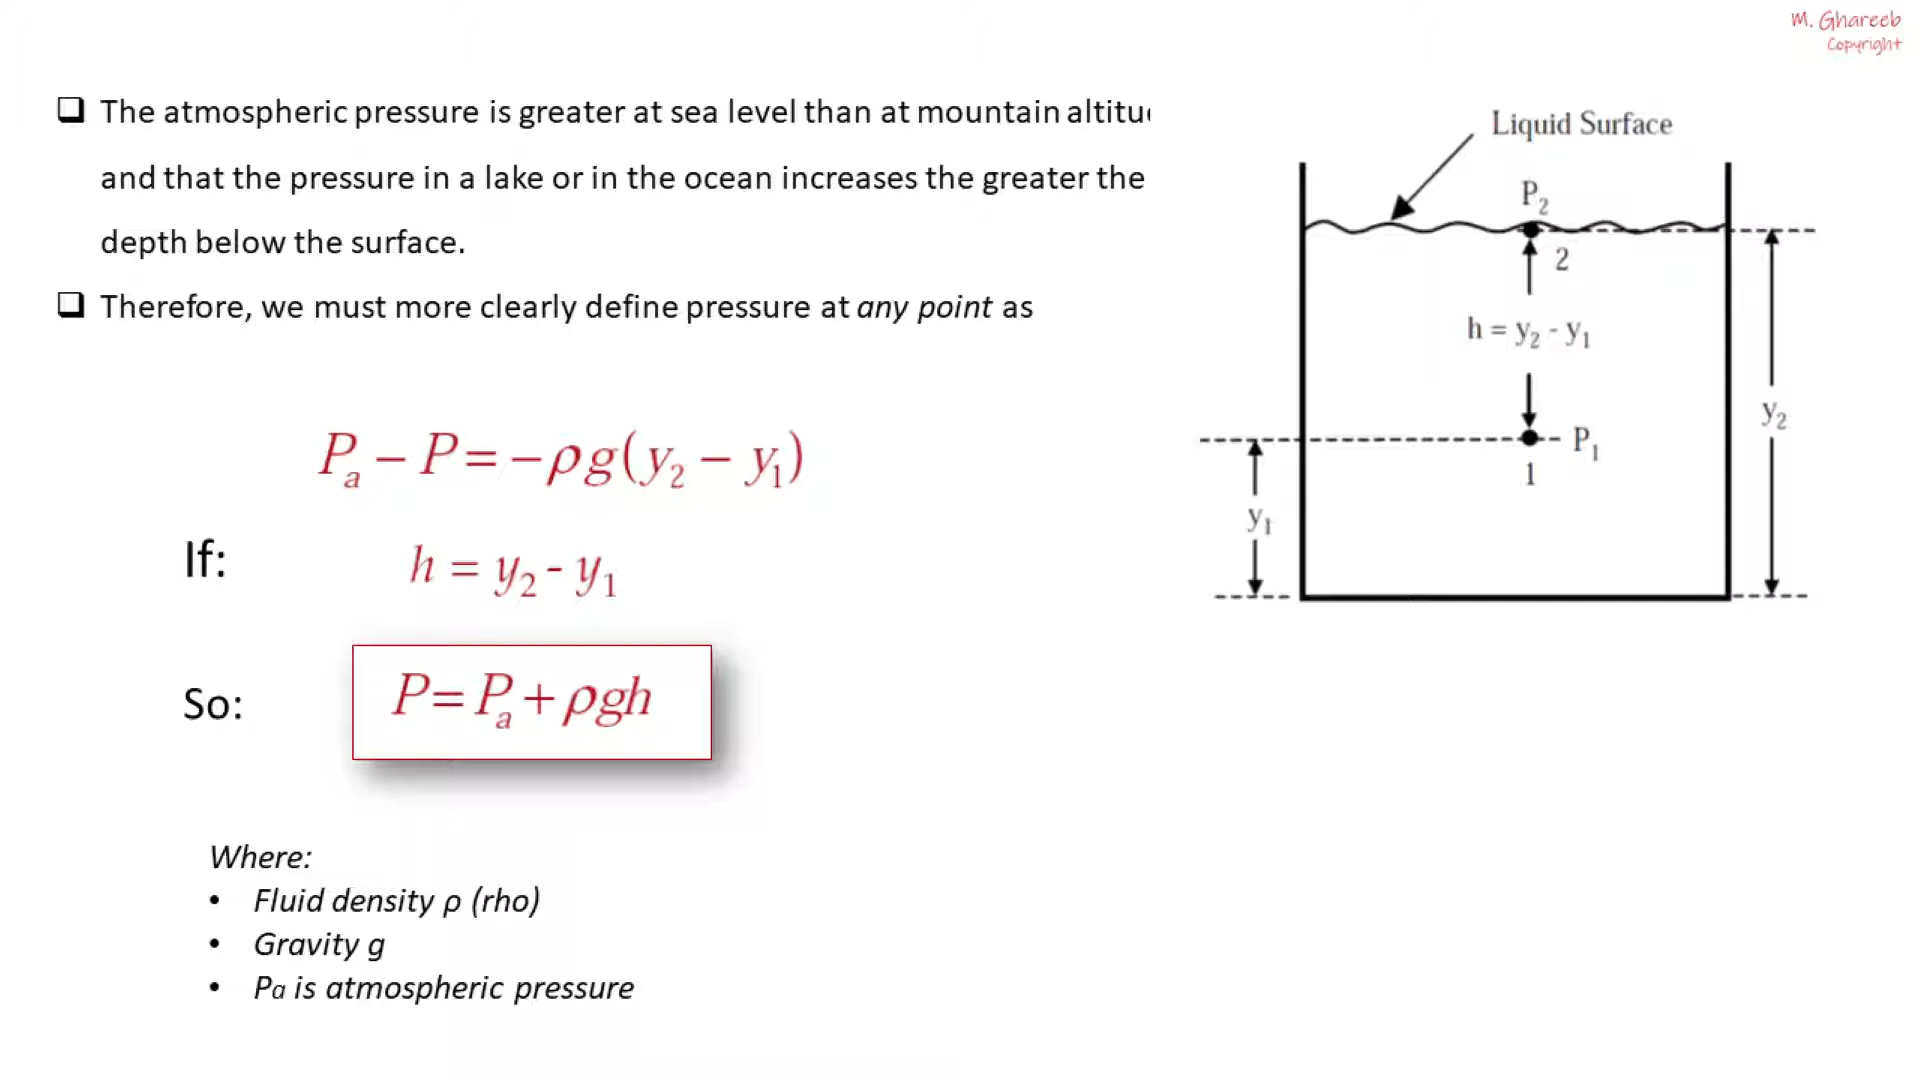 M. Ghareeb
Copyright
❑ The atmospheric pressure is greater at sea level than at mountain
and that the pressure in a lake or in the ocean increases the greater the
depth below the surface.
❑ Therefore, we must more clearly define pressure at any point as
Pₐ − P = −ρg(y₂ − y₁)
If:
h = y₂ - y₁
So:
P = Pₐ + ρgh
Where:
• Fluid density ρ (rho)
• Gravity g
• Pa is atmospheric pressure
Liquid Surface
P₂
2
h = y₂ - y₁
y₂
P₁
1
y₁